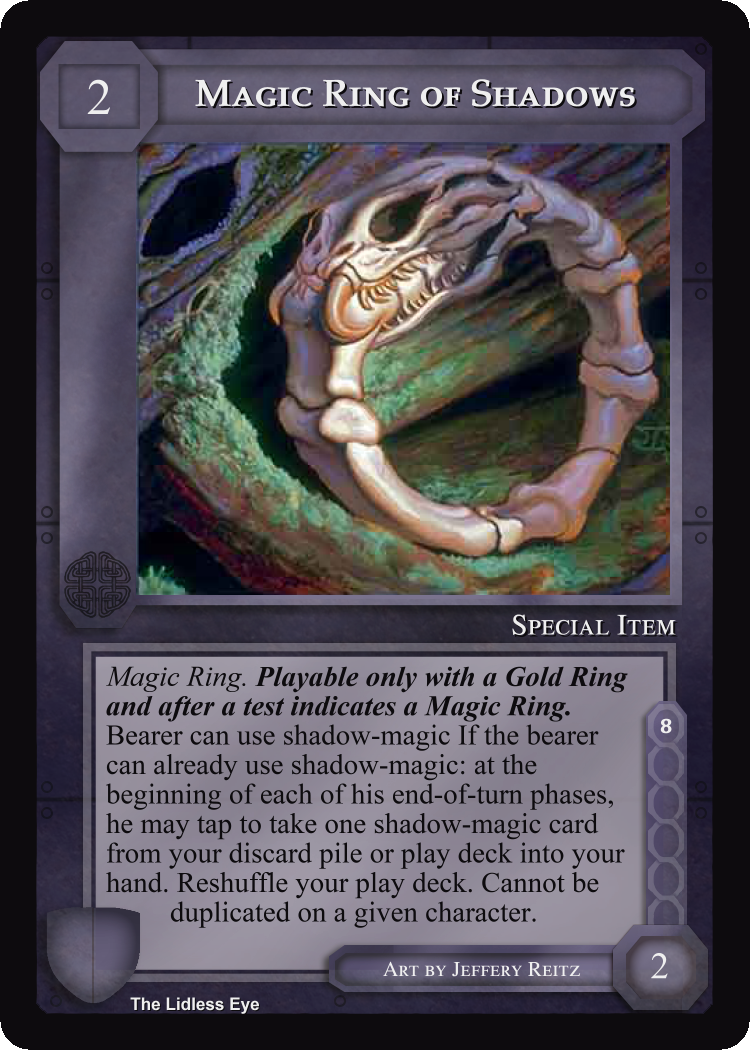 2
Magic Ring of Shadows
Special Item
Magic Ring. Playable only with a Gold Ring
and after a test indicates a Magic Ring.
Bearer can use shadow-magic If the bearer
can already use shadow-magic: at the
beginning of each of his end-of-turn phases,
he may tap to take one shadow-magic card
from your discard pile or play deck into your
hand. Reshuffle your play deck. Cannot be
duplicated on a given character.
8
Art by Jeffery Reitz
2
The Lidless Eye